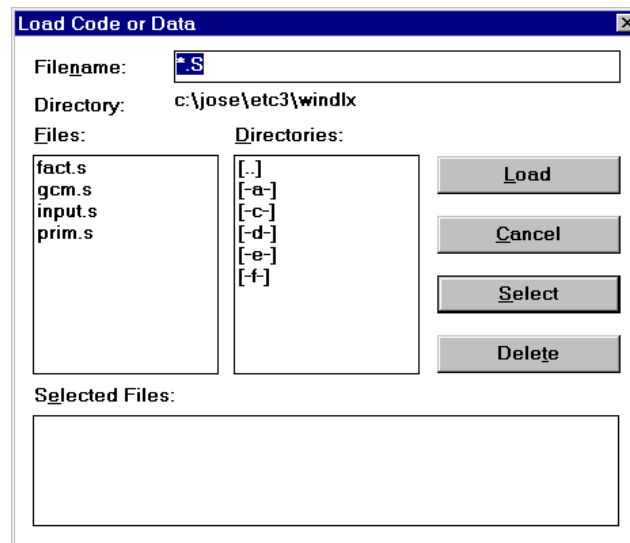 Load Code or Data
Filename:
*.S
Directory:
c:\jose\etc3\windlx
Files:
Directories:
fact.s
gcm.s
input.s
prim.s
[..]
[-a-]
[-c-]
[-d-]
[-e-]
[-f-]
Load
Cancel
Select
Delete
Selected Files: